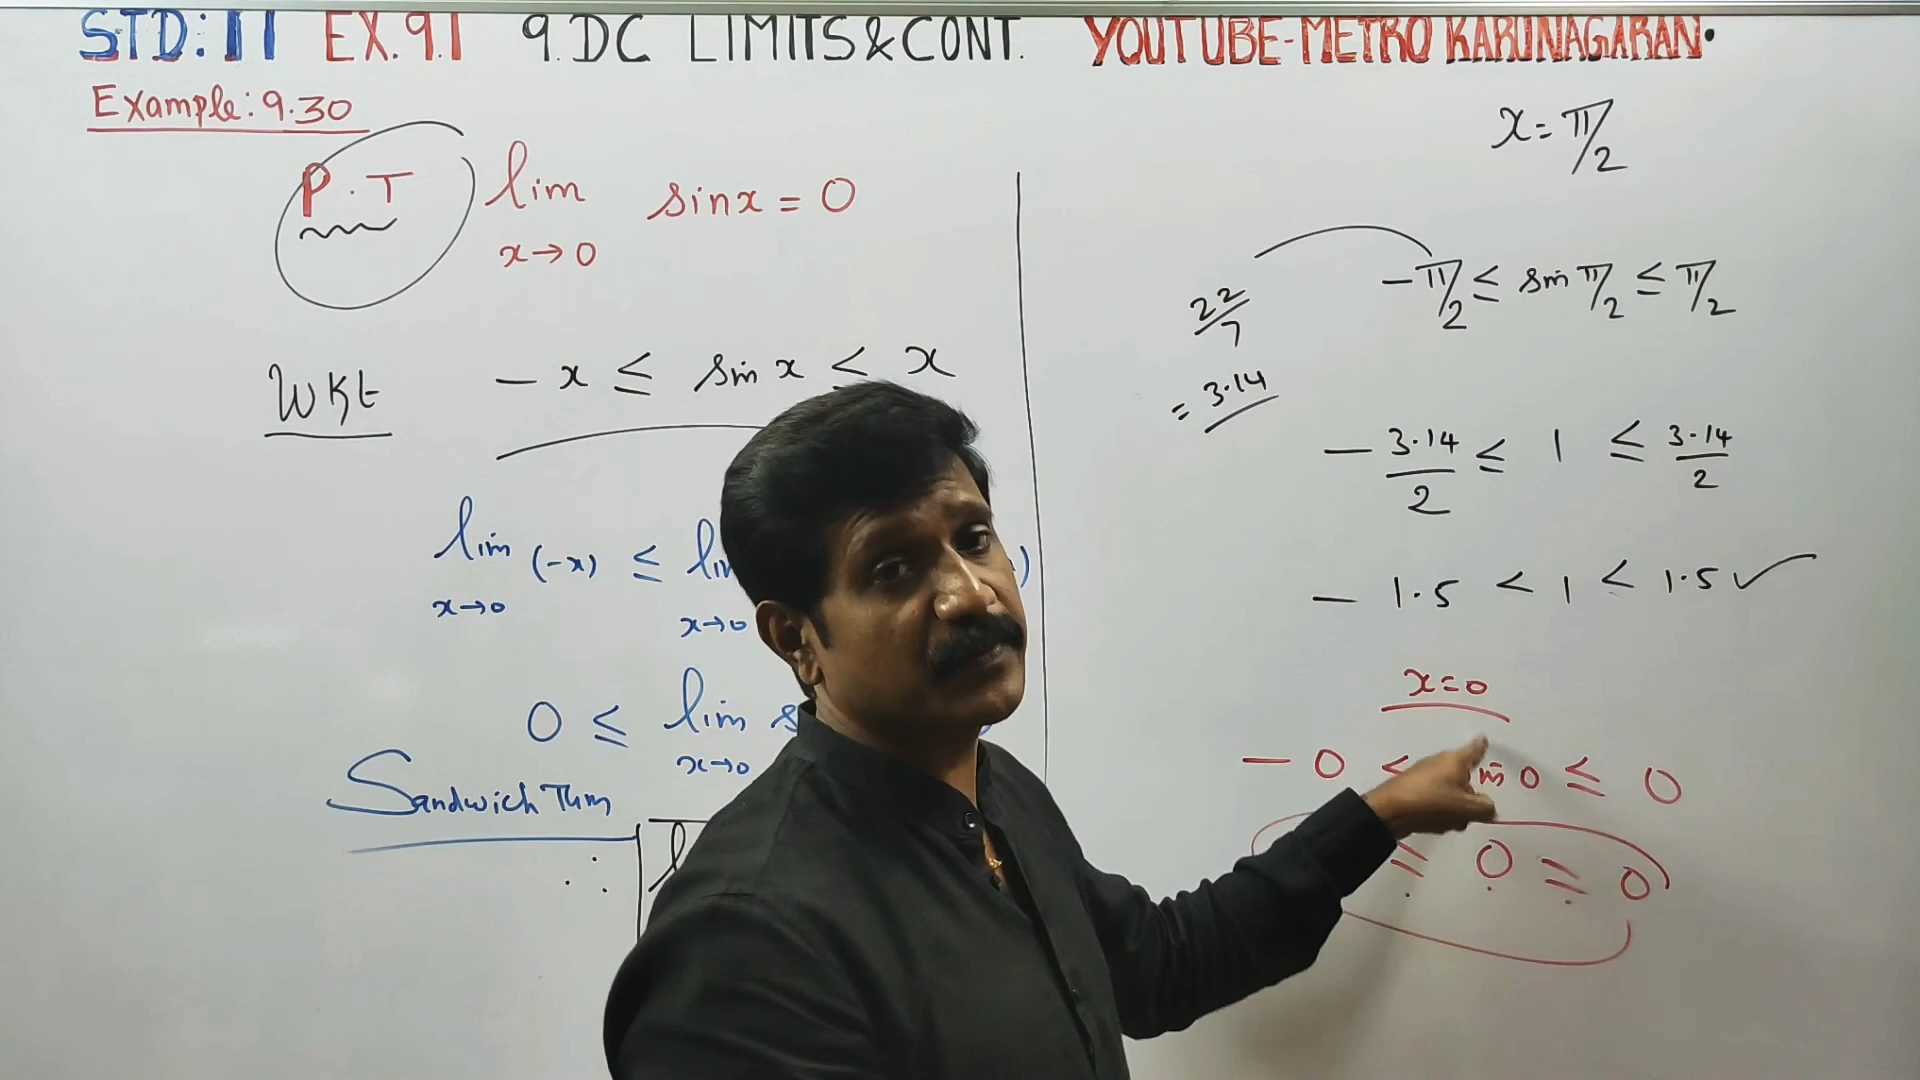 STD: 11 EX.9.1 9.DC LIMITS & CONT. YOUTUBE-METRO KARUNAGARAN.
Example: 9.30
P.T lim sinx = 0
x→0
WKt - x ≤ sin x ≤ x
lim (-x) ≤
x→0 x→0
0 ≤ lim
x→0
Sandwich Thm
∴
x = π/2
22/7
= 3.14
- π/2 ≤ sin π/2 ≤ π/2
- 3.14/2 ≤ 1 ≤ 3.14/2
- 1.5 < 1 < 1.5 ✓
x=0
- 0 ≤ 0 ≤ 0
≤ 0 ≥ 0